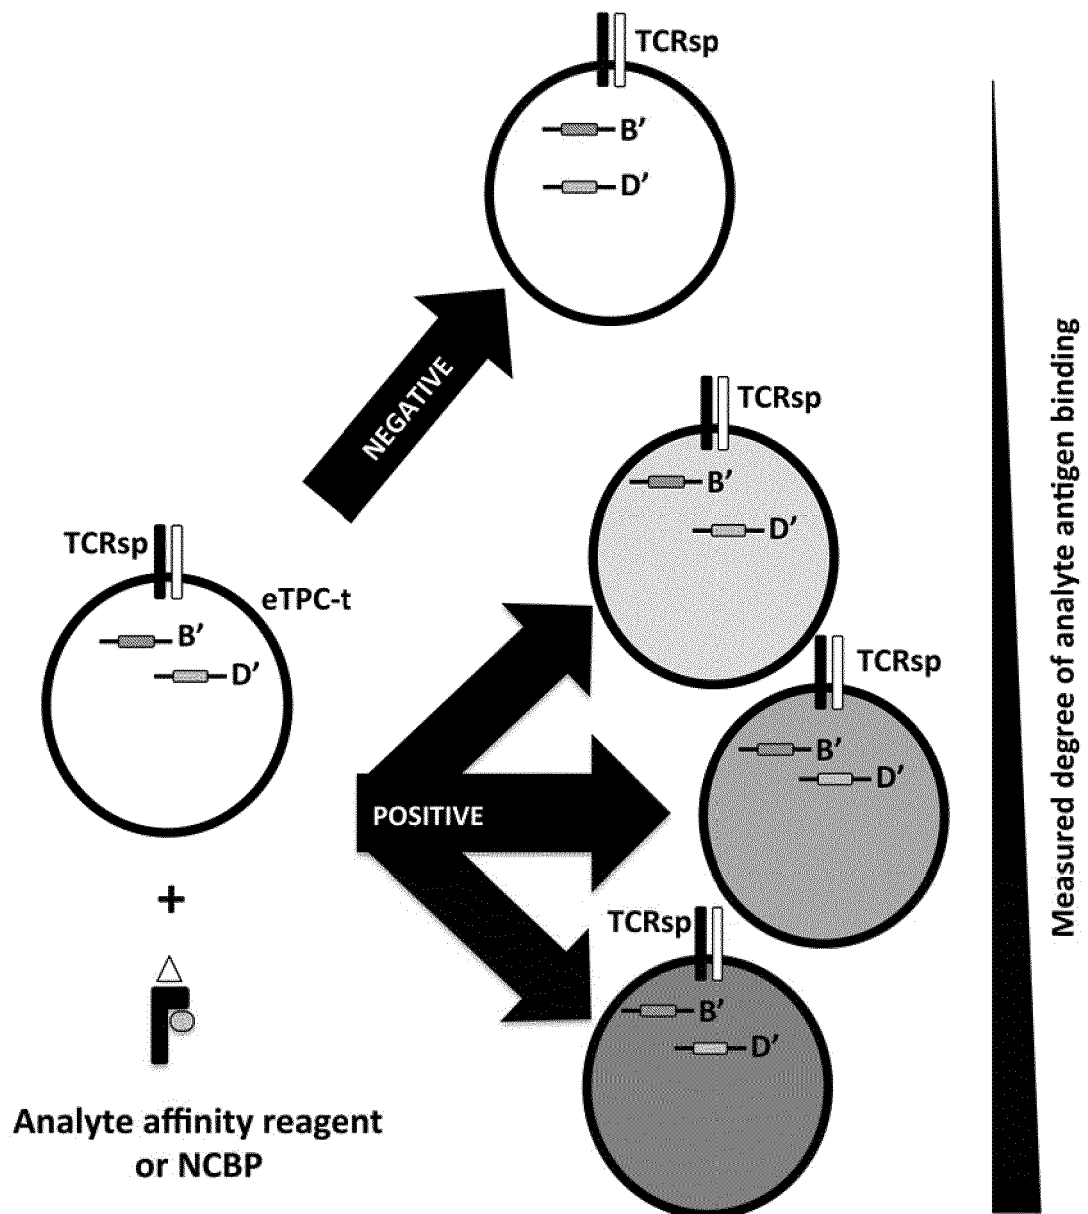 TCRsp
B’
D’
NEGATIVE
TCRsp
B’
D’
TCRsp
eTPC-t
B’
D’
TCRsp
B’
D’
POSITIVE
TCRsp
B’
D’
+
Analyte affinity reagent
or NCBP
Measured degree of analyte antigen binding